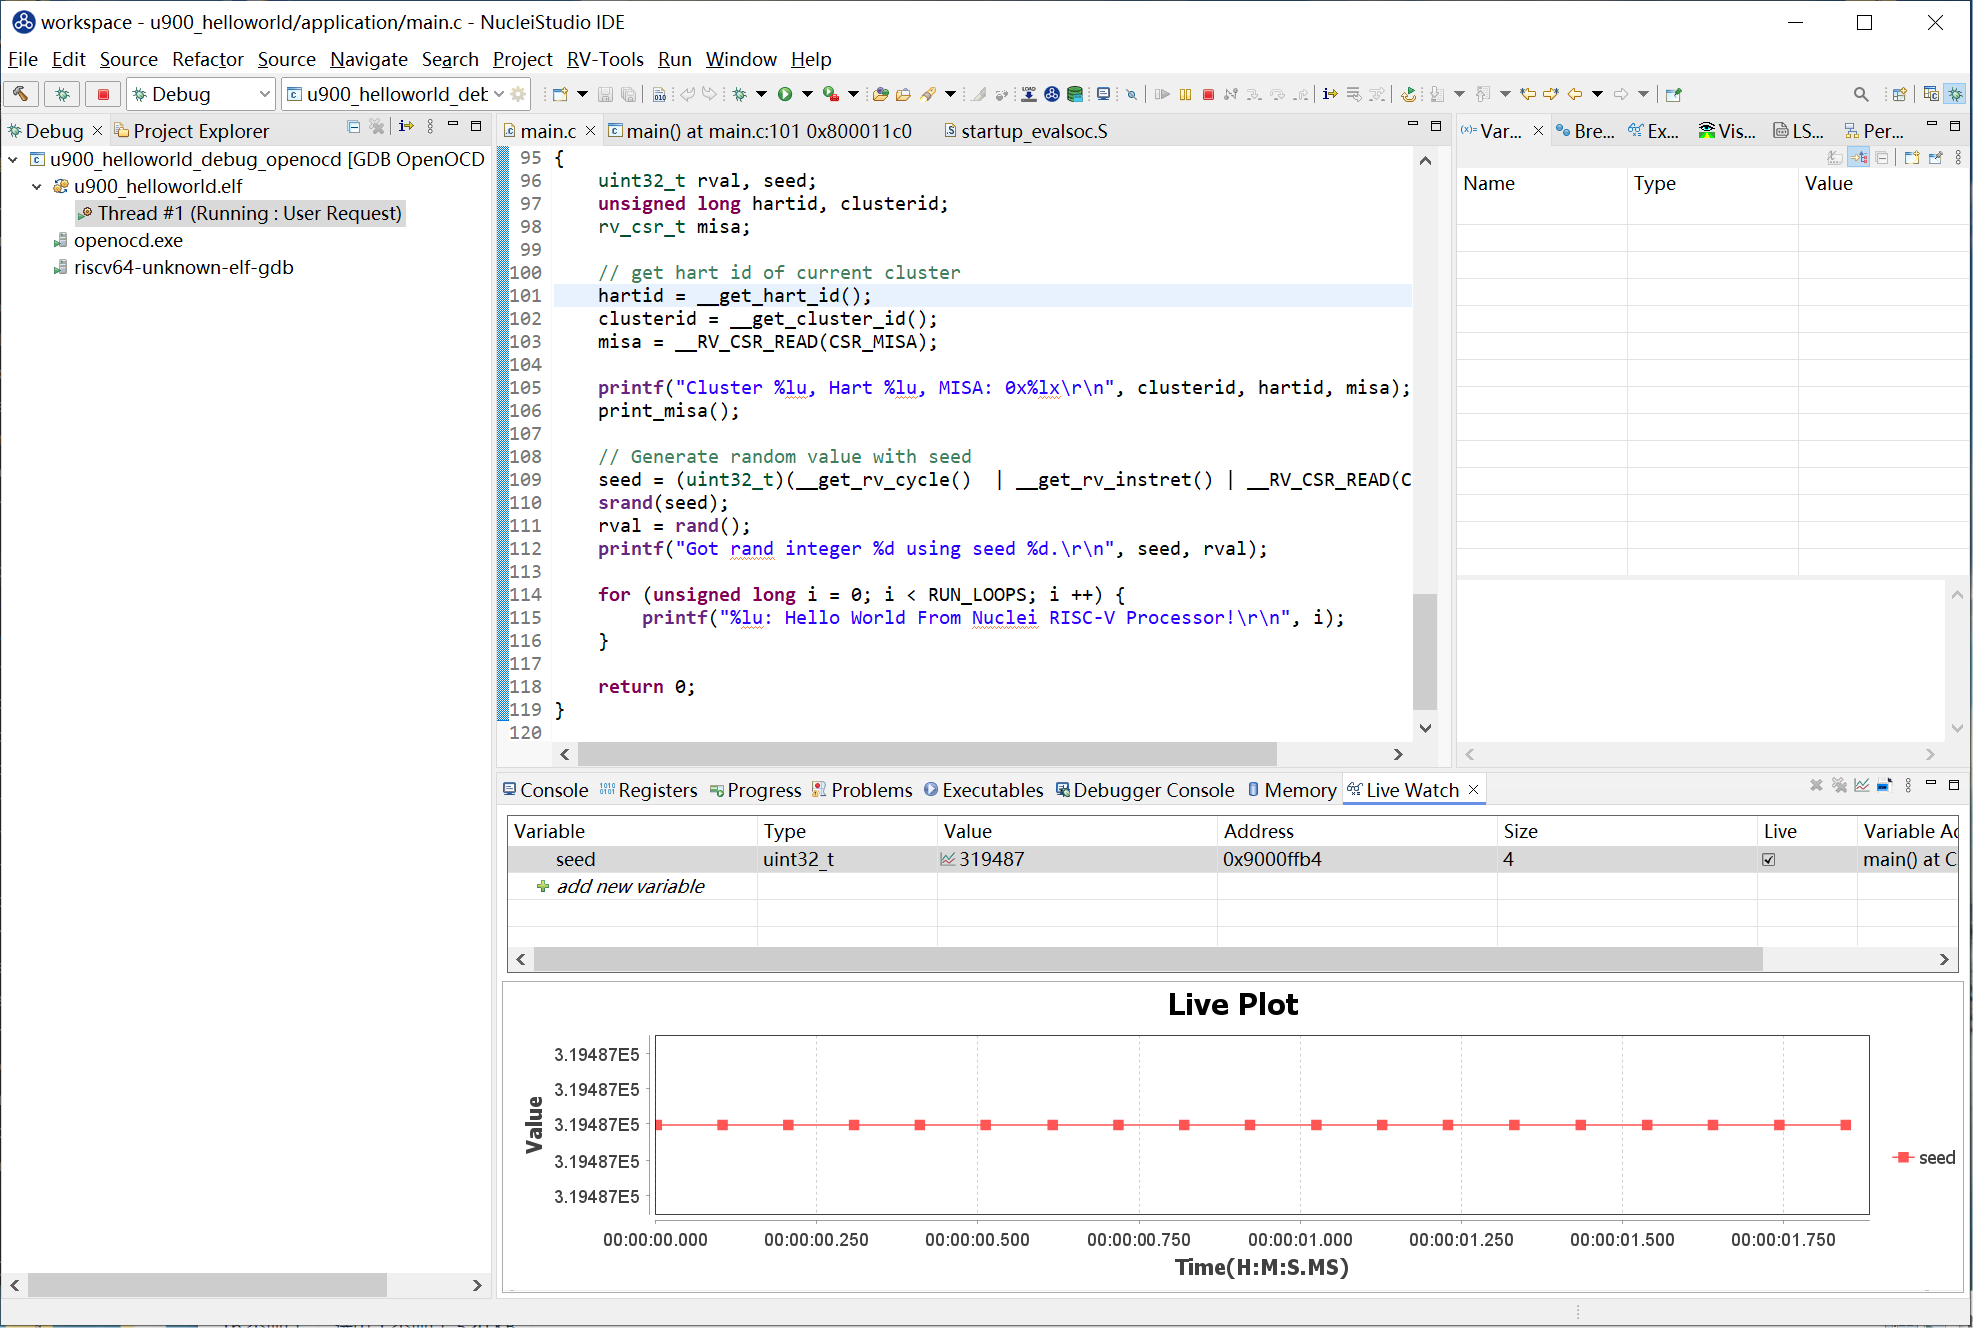 workspace - u900_helloworld/application/main.c - NucleiStudio IDE
File Edit Source Refactor Source Navigate Search Project RV-Tools Run Window Help
Debug u900_helloworld_deb
Debug Project Explorer
u900_helloworld_debug_openocd [GDB OpenOCD
u900_helloworld.elf
Thread #1 (Running : User Request)
openocd.exe
riscv64-unknown-elf-gdb
main.c main() at main.c:101 0x800011c0 startup_evalsoc.S
95 {
96 uint32_t rval, seed;
97 unsigned long hartid, clusterid;
98 rv_csr_t misa;
99
100 // get hart id of current cluster
101 hartid = __get_hart_id();
102 clusterid = __get_cluster_id();
103 misa = __RV_CSR_READ(CSR_MISA);
104
105 printf("Cluster %lu, Hart %lu, MISA: 0x%lx\r\n", clusterid, hartid, misa);
106 print_misa();
107
108 // Generate random value with seed
109 seed = (uint32_t)(__get_rv_cycle()  | __get_rv_instret() | __RV_CSR_READ(C
110 srand(seed);
111 rval = rand();
112 printf("Got rand integer %d using seed %d.\r\n", seed, rval);
113
114 for (unsigned long i = 0; i < RUN_LOOPS; i ++) {
115 printf("%lu: Hello World From Nuclei RISC-V Processor!\r\n", i);
116 }
117
118 return 0;
119 }
120
Var... Bre... Ex... Vis... LS... Per...
Name Type Value
Console Registers Progress Problems Executables Debugger Console Memory Live Watch
Variable Type Value Address Size Live Variable Ac
seed uint32_t 319487 0x9000ffb4 4 main() at C
add new variable
Live Plot
Value
3.19487E5
3.19487E5
3.19487E5
3.19487E5
3.19487E5
seed
00:00:00.000 00:00:00.250 00:00:00.500 00:00:00.750 00:00:01.000 00:00:01.250 00:00:01.500 00:00:01.750
Time(H:M:S.MS)